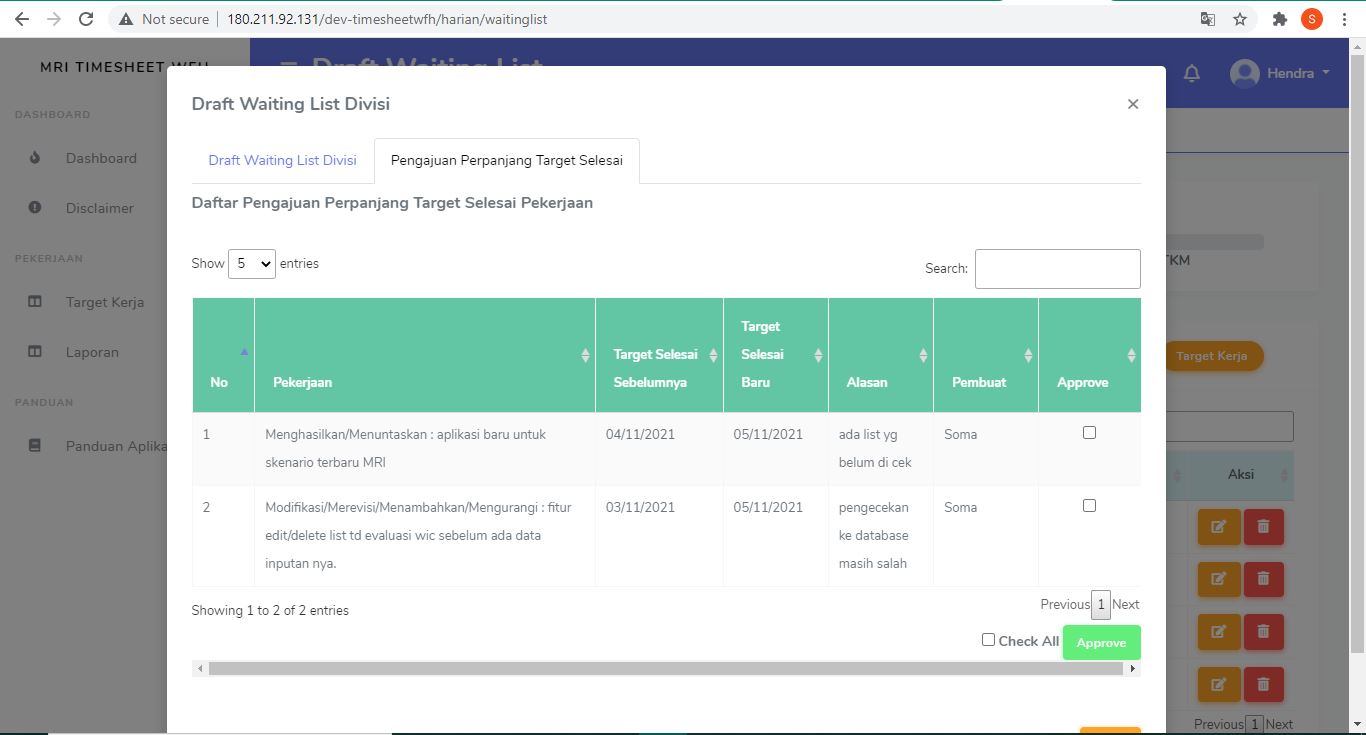 Not secure | 180.211.92.131/dev-timesheetwfh/harian/waitinglist
S
MRI TIMESHEET WFH
Draft Waiting List
Hendra
DASHBOARD
Dashboard
Disclaimer
PEKERJAAN
Target Kerja
Laporan
PANDUAN
Panduan Aplika
Draft Waiting List Divisi
×
Draft Waiting List Divisi
Pengajuan Perpanjang Target Selesai
Daftar Pengajuan Perpanjang Target Selesai Pekerjaan
Show 5 entries
Search:
No
Pekerjaan
Target Selesai
Sebelumnya
Target
Selesai
Baru
Alasan
Pembuat
Approve
1
Menghasilkan/Menuntaskan : aplikasi baru untuk
skenario terbaru MRI
04/11/2021
05/11/2021
ada list yg
belum di cek
Soma
2
Modifikasi/Merevisi/Menambahkan/Mengurangi : fitur
edit/delete list td evaluasi wic sebelum ada data
inputan nya.
03/11/2021
05/11/2021
pengecekan
ke database
masih salah
Soma
Showing 1 to 2 of 2 entries
Previous 1 Next
Check All
Approve
TKM
Target Kerja
Aksi
Previous 1 Next